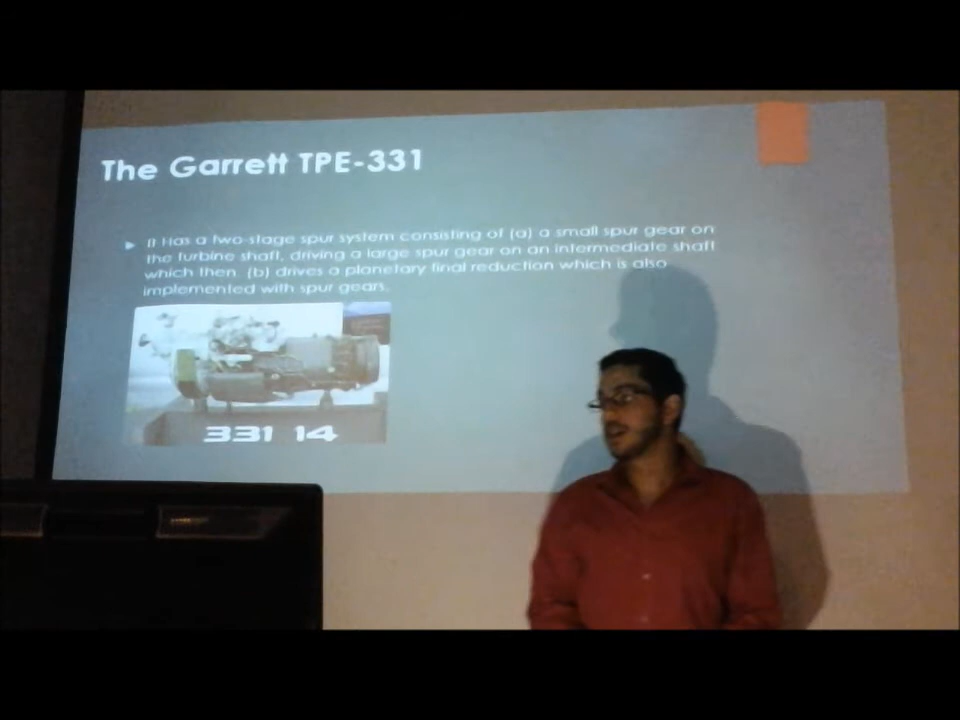 The Garrett TPE-331
It Has a two-stage spur system consisting of (a) a small spur gear on
the turbine shaft, driving a large spur gear on an intermediate shaft
which then (b) drives a planetary final reduction which is also
implemented with spur gears.
331 14